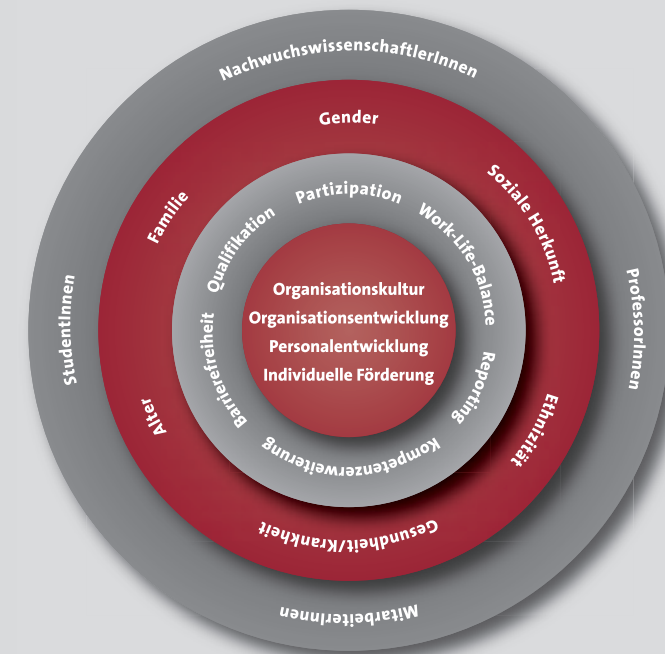 NachwuchswissenschaftlerInnen
ProfessorInnen
MitarbeiterInnen
StudentInnen
Gender
Soziale Herkunft
Ethnizität
Gesundheit/Krankheit
Alter
Familie
Partizipation
Work-Life-Balance
Reporting
Kompetenzerweiterung
Barrierefreiheit
Qualifikation
Organisationskultur
Organisationsentwicklung
Personalentwicklung
Individuelle Förderung